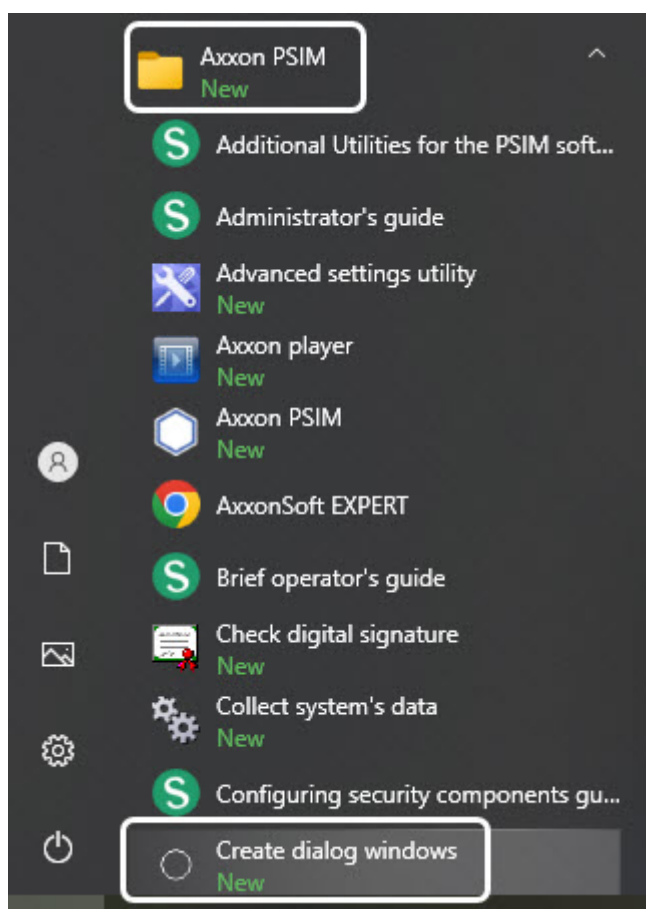 Axxon PSIM
New
Additional Utilities for the PSIM soft...
Administrator's guide
Advanced settings utility
New
Axxon player
New
Axxon PSIM
New
AxxonSoft EXPERT
Brief operator's guide
Check digital signature
New
Collect system's data
New
Configuring security components gu...
Create dialog windows
New